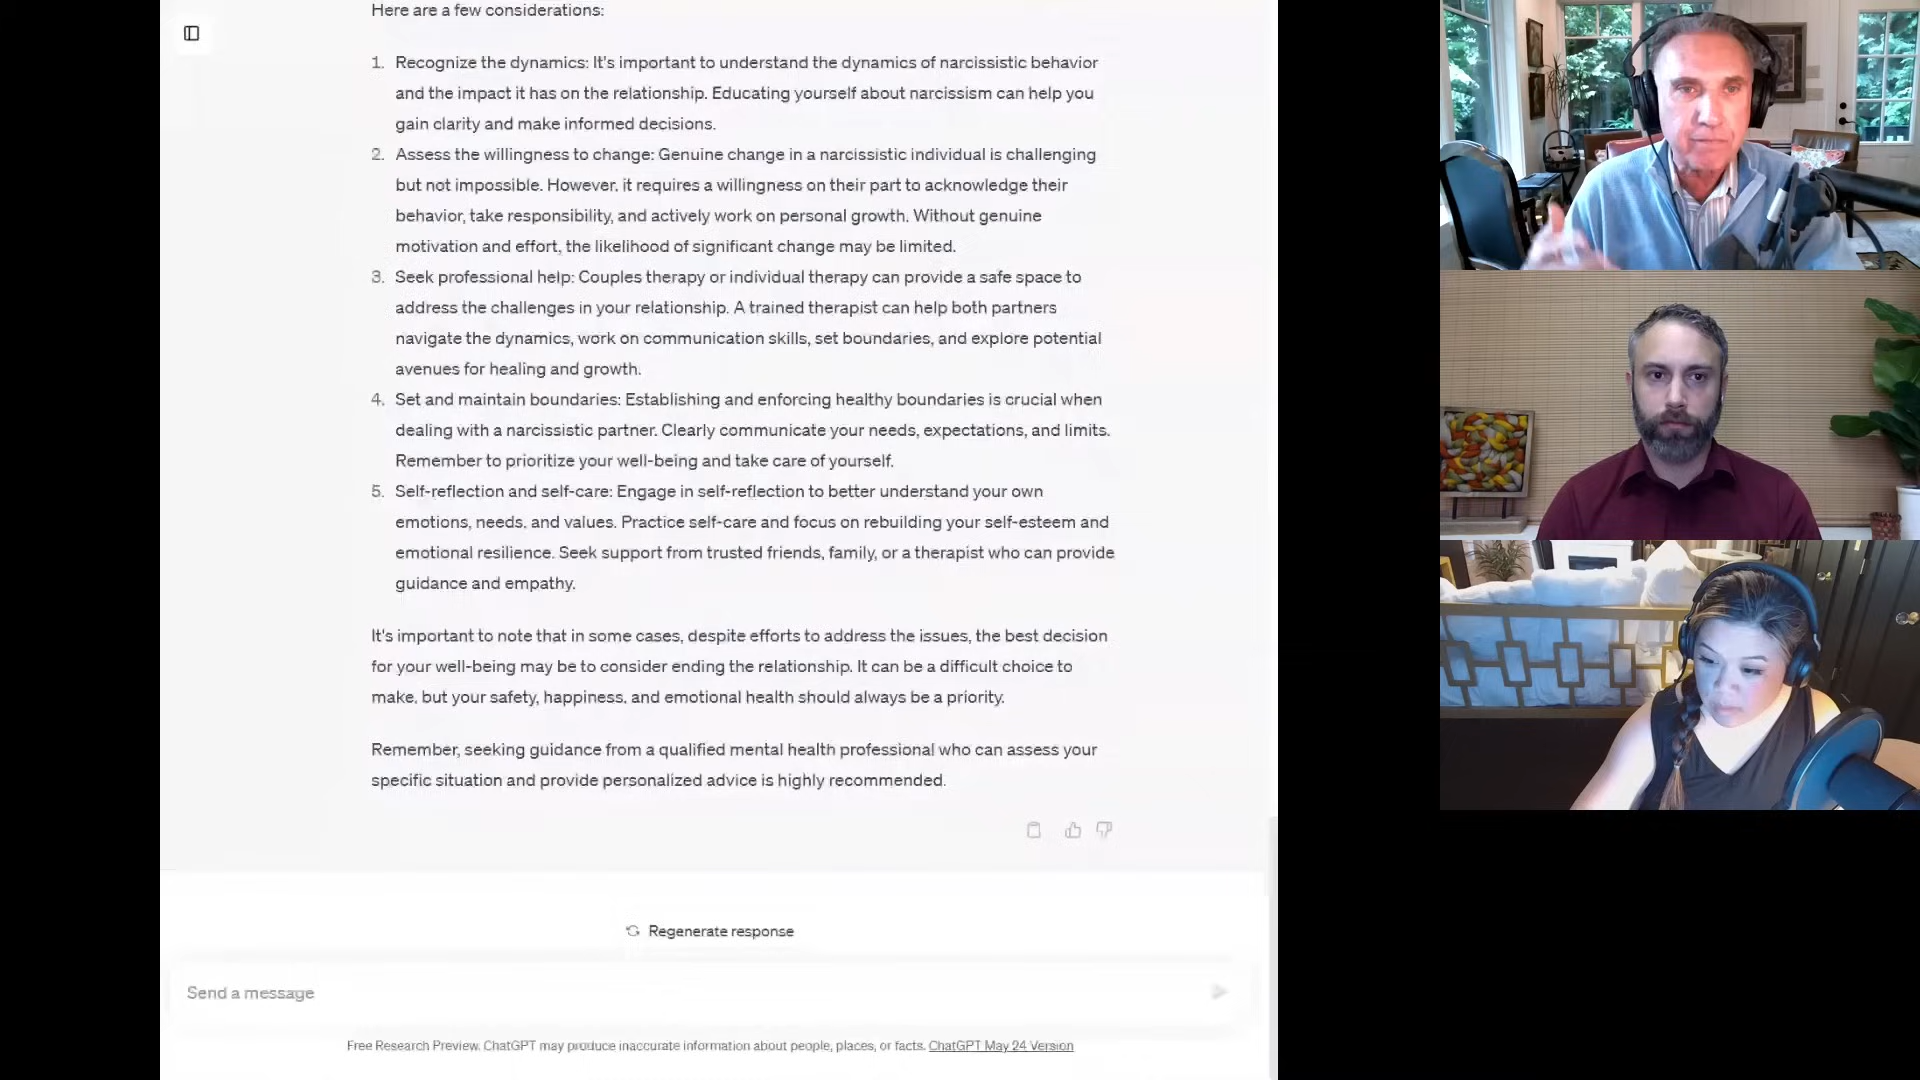 Here are a few considerations:
1. Recognize the dynamics: It's important to understand the dynamics of narcissistic behavior
and the impact it has on the relationship. Educating yourself about narcissism can help you
gain clarity and make informed decisions.
2. Assess the willingness to change: Genuine change in a narcissistic individual is challenging
but not impossible. However, it requires a willingness on their part to acknowledge their
behavior, take responsibility, and actively work on personal growth. Without genuine
motivation and effort, the likelihood of significant change may be limited.
3. Seek professional help: Couples therapy or individual therapy can provide a safe space to
address the challenges in your relationship. A trained therapist can help both partners
navigate the dynamics, work on communication skills, set boundaries, and explore potential
avenues for healing and growth.
4. Set and maintain boundaries: Establishing and enforcing healthy boundaries is crucial when
dealing with a narcissistic partner. Clearly communicate your needs, expectations, and limits.
Remember to prioritize your well-being and take care of yourself.
5. Self-reflection and self-care: Engage in self-reflection to better understand your own
emotions, needs, and values. Practice self-care and focus on rebuilding your self-esteem and
emotional resilience. Seek support from trusted friends, family, or a therapist who can provide
guidance and empathy.
It's important to note that in some cases, despite efforts to address the issues, the best decision
for your well-being may be to consider ending the relationship. It can be a difficult choice to
make, but your safety, happiness, and emotional health should always be a priority.
Remember, seeking guidance from a qualified mental health professional who can assess your
specific situation and provide personalized advice is highly recommended.
Regenerate response
Send a message
Free Research Preview. ChatGPT may produce inaccurate information about people, places, or facts. ChatGPT May 24 Version